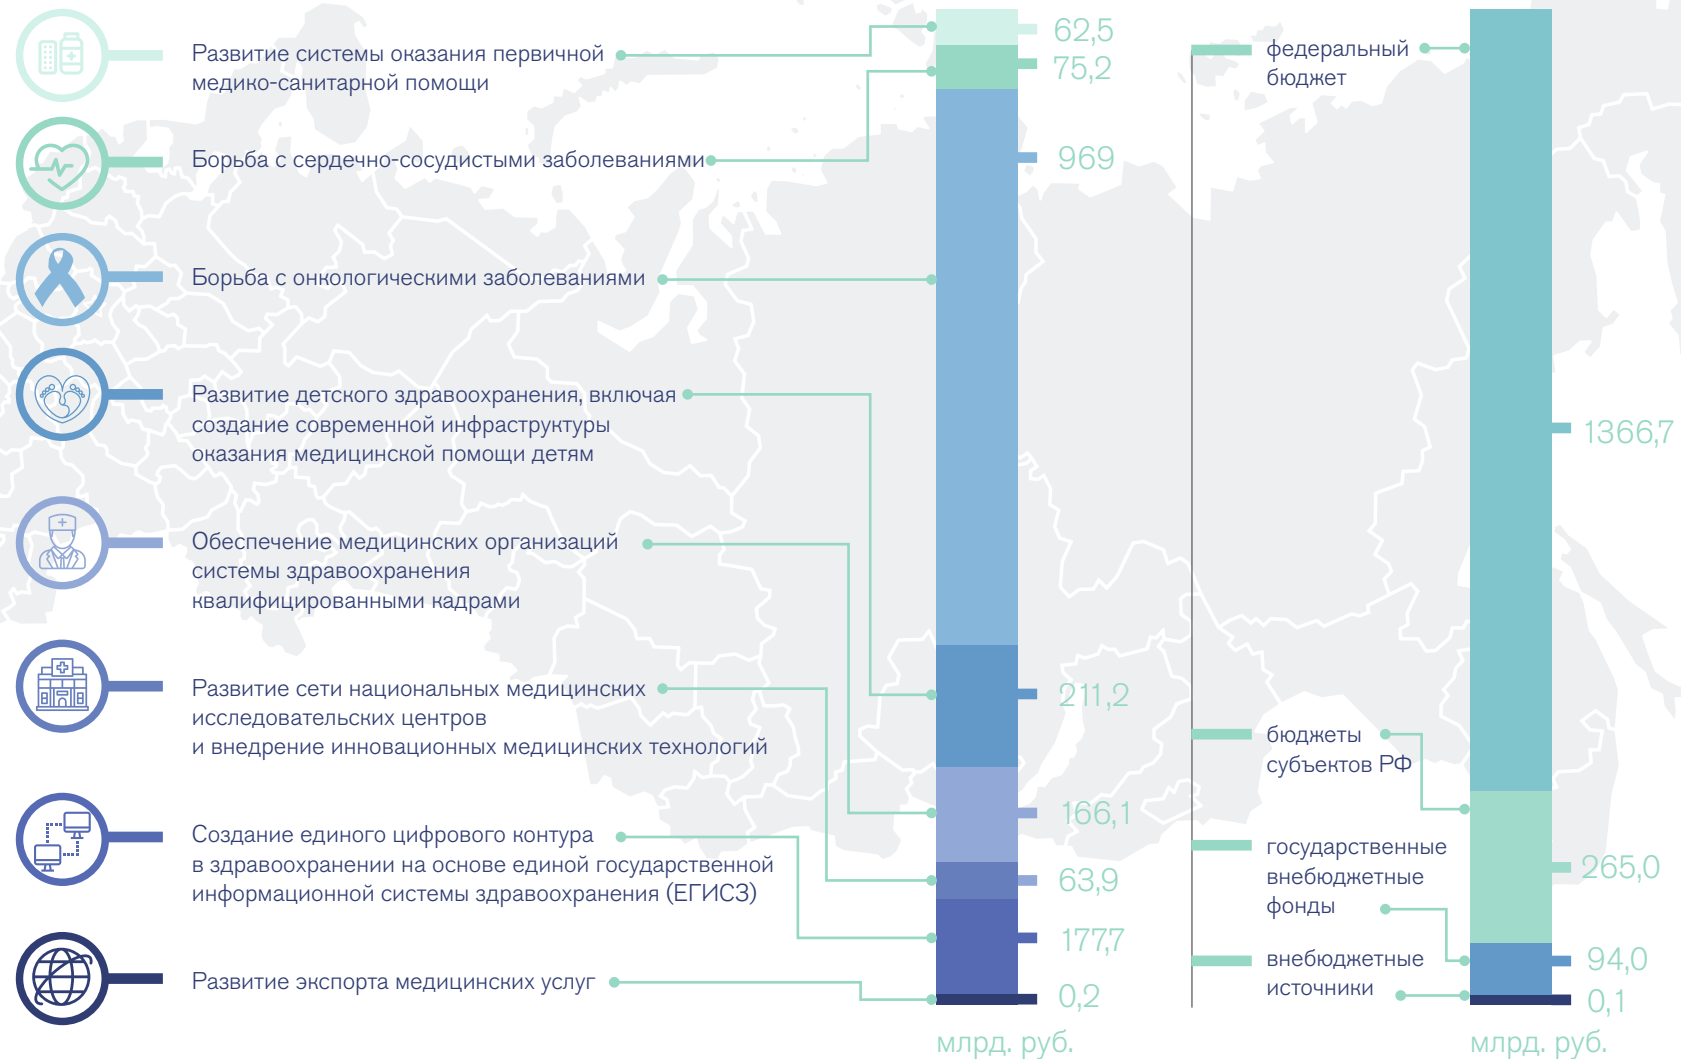 Развитие системы оказания первичной
медико-санитарной помощи
62,5
Борьба с сердечно-сосудистыми заболеваниями
75,2
Борьба с онкологическими заболеваниями
969
Развитие детского здравоохранения, включая
создание современной инфраструктуры
оказания медицинской помощи детям
211,2
Обеспечение медицинских организаций
системы здравоохранения
квалифицированными кадрами
166,1
Развитие сети национальных медицинских
исследовательских центров
и внедрение инновационных медицинских технологий
63,9
Создание единого цифрового контура
в здравоохранении на основе единой государственной
информационной системы здравоохранения (ЕГИСЗ)
177,7
Развитие экспорта медицинских услуг
0,2
млрд. руб.
федеральный
бюджет
1366,7
бюджеты
субъектов РФ
265,0
государственные
внебюджетные
фонды
94,0
внебюджетные
источники
0,1
млрд. руб.